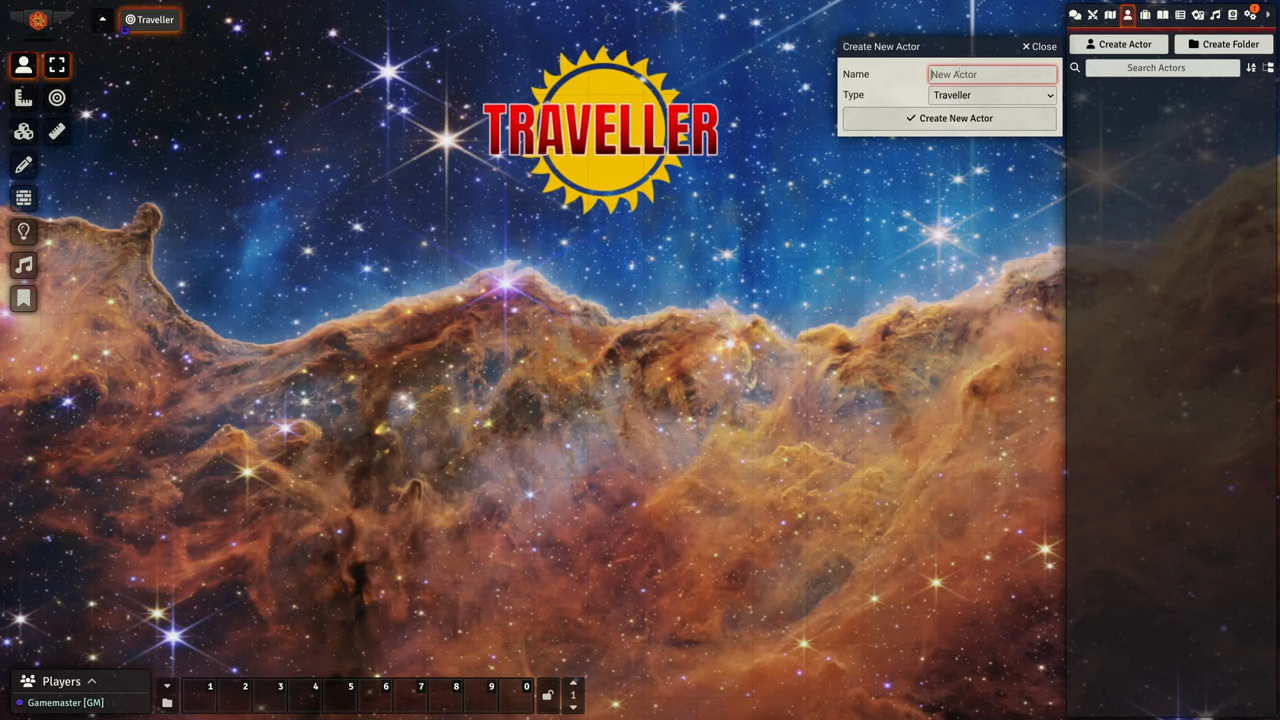 Traveller
TRAVELLER
Create New Actor
Close
Name
New Actor
Type
Traveller
Create New Actor
Create Actor
Create Folder
Search Actors
Players
Gamemaster [GM]
1 2 3 4 5 6 7 8 9 0
1